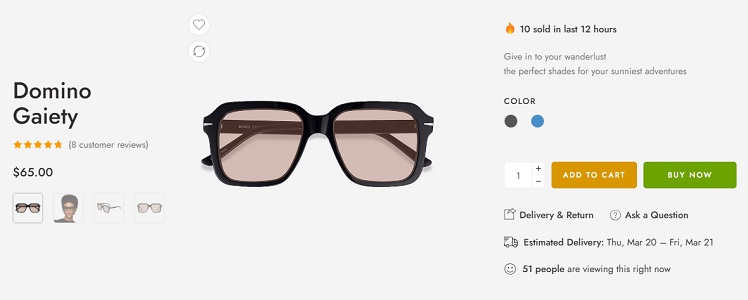 Domino
Gaiety
(8 customer reviews)
$65.00
10 sold in last 12 hours
Give in to your wanderlust
the perfect shades for your sunniest adventures
COLOR
1 + −
ADD TO CART
BUY NOW
Delivery & Return
Ask a Question
Estimated Delivery: Thu, Mar 20 – Fri, Mar 21
51 people are viewing this right now